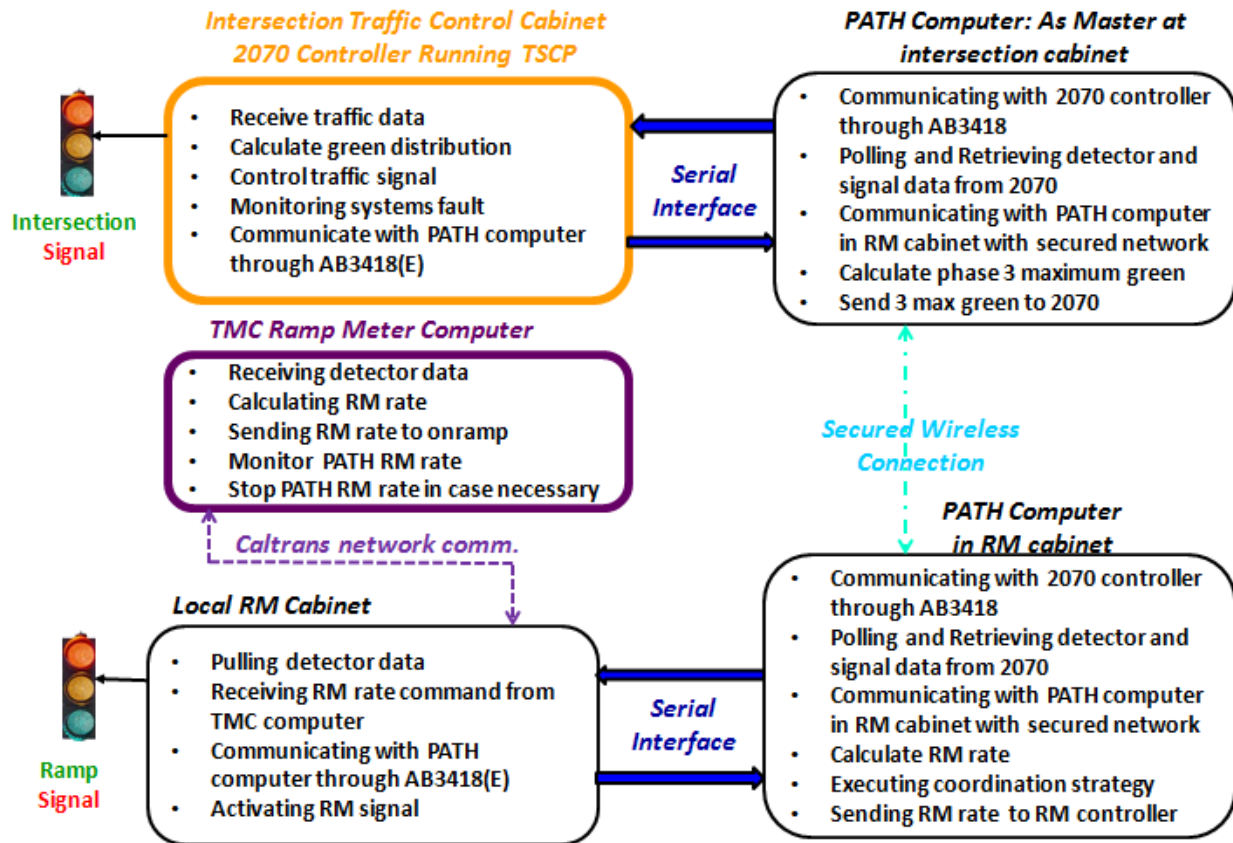 Intersection Traffic Control Cabinet
2070 Controller Running TSCP
• Receive traffic data
• Calculate green distribution
• Control traffic signal
• Monitoring systems fault
• Communicate with PATH computer
through AB3418(E)
Intersection
Signal
Serial
Interface
PATH Computer: As Master at
intersection cabinet
• Communicating with 2070 controller
through AB3418
• Polling and Retrieving detector and
signal data from 2070
• Communicating with PATH computer
in RM cabinet with secured network
• Calculate phase 3 maximum green
• Send 3 max green to 2070
TMC Ramp Meter Computer
• Receiving detector data
• Calculating RM rate
• Sending RM rate to onramp
• Monitor PATH RM rate
• Stop PATH RM rate in case necessary
Secured Wireless
Connection
Caltrans network comm.
Local RM Cabinet
• Pulling detector data
• Receiving RM rate command from
TMC computer
• Communicating with PATH
computer through AB3418(E)
• Activating RM signal
Ramp
Signal
Serial
Interface
PATH Computer
in RM cabinet
• Communicating with 2070 controller
through AB3418
• Polling and Retrieving detector and
signal data from 2070
• Communicating with PATH computer
in RM cabinet with secured network
• Calculate RM rate
• Executing coordination strategy
• Sending RM rate to RM controller